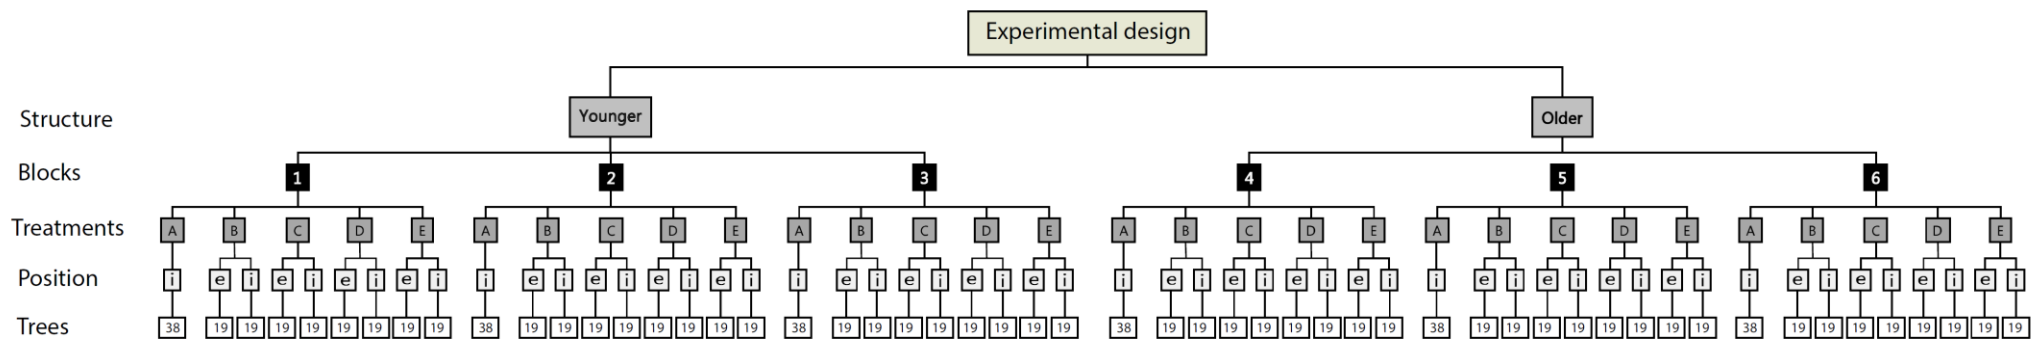 Experimental design
Structure Younger Older
Blocks 1 2 3 4 5 6
Treatments A B C D E A B C D E A B C D E A B C D E A B C D E A B C D E
Position i e i e i e i e i i e i e i e i e i i e i e i e i e i i e i e i e i e i i e i e i e i e i i e i e i e i e i
Trees 38 19 19 19 19 19 19 19 19 38 19 19 19 19 19 19 19 19 38 19 19 19 19 19 19 19 19 38 19 19 19 19 19 19 19 19 38 19 19 19 19 19 19 19 19 38 19 19 19 19 19 19 19 19